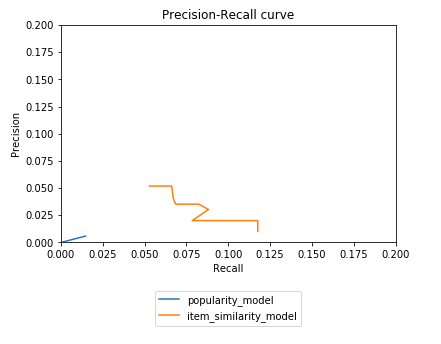 Precision-Recall curve
0.200
0.175
0.150
0.125
0.100
0.075
0.050
0.025
0.000
Precision
0.000 0.025 0.050 0.075 0.100 0.125 0.150 0.175 0.200
Recall
popularity_model
item_similarity_model